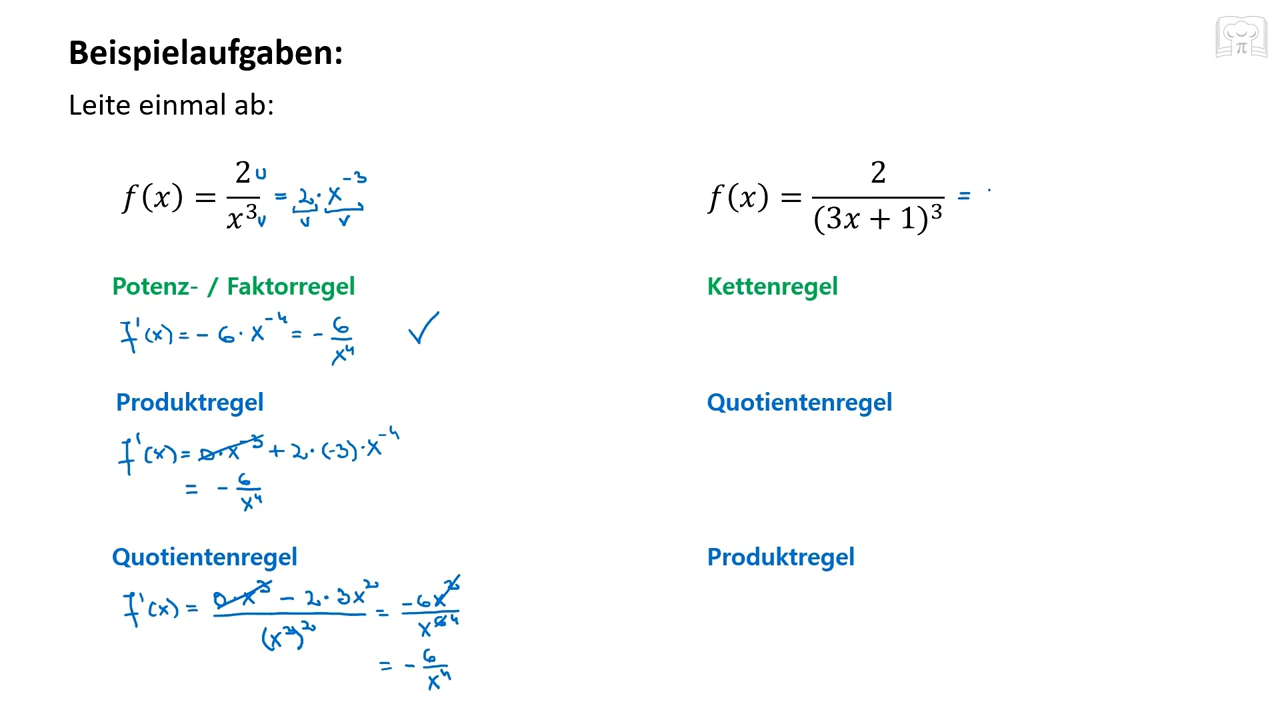 Beispielaufgaben:
Leite einmal ab:
f(x) = 2/x³ = 2 · x⁻³
u
v
u v
Potenz- / Faktorregel
f'(x) = - 6 · x⁻⁴ = - 6/x⁴ ✓
Produktregel
f'(x) = 0 · x⁻³ + 2 · (-3) · x⁻⁴
= - 6/x⁴
Quotientenregel
f'(x) = (0 · x³ - 2 · 3x²)/(x³)² = -6x²/x⁶ ⁴
= - 6/x⁴
f(x) = 2/(3x + 1)³ =
Kettenregel
Quotientenregel
Produktregel
π